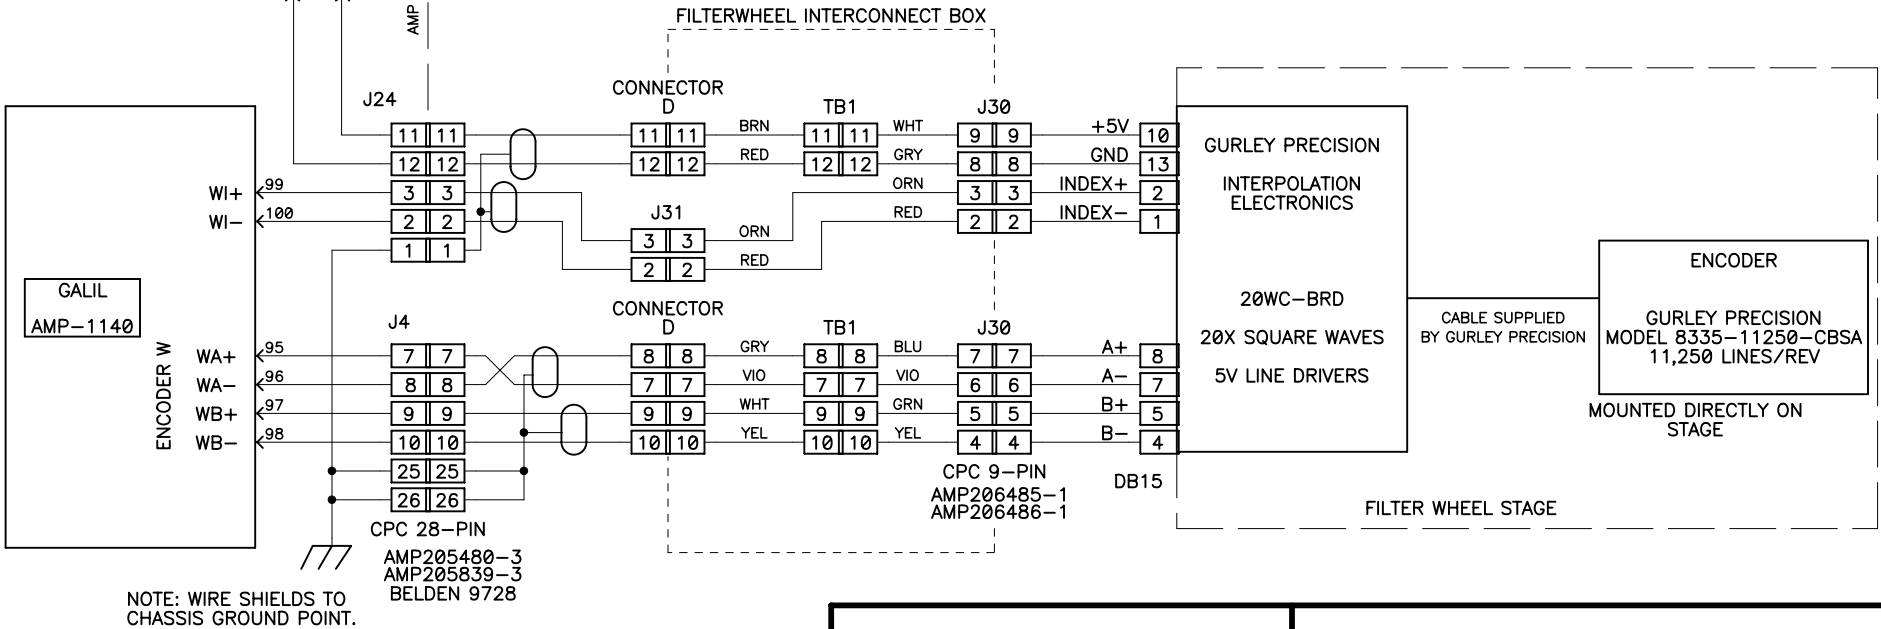 AMP
FILTERWHEEL INTERCONNECT BOX
J24
CONNECTOR
D
TB1
J30
11 11 11 11 BRN 11 11 WHT 9 9 +5V 10
12 12 12 12 RED 12 12 GRY 8 8 GND 13
WI+ 99 3 3 ORN 3 3 INDEX+ 2
WI- 100 2 2 RED 2 2 INDEX- 1
1 1
J31
3 3 ORN
2 2 RED
GURLEY PRECISION
INTERPOLATION
ELECTRONICS
20WC-BRD
20X SQUARE WAVES
5V LINE DRIVERS
CABLE SUPPLIED
BY GURLEY PRECISION
ENCODER
GURLEY PRECISION
MODEL 8335-11250-CBSA
11,250 LINES/REV
MOUNTED DIRECTLY ON
STAGE
GALIL
AMP-1140
ENCODER W
J4
CONNECTOR
D
TB1
J30
WA+ 95 7 7 8 8 GRY 8 8 BLU 7 7 A+ 8
WA- 96 8 8 7 7 VIO 7 7 VIO 6 6 A- 7
WB+ 97 9 9 9 9 WHT 9 9 GRN 5 5 B+ 5
WB- 98 10 10 10 10 YEL 10 10 YEL 4 4 B- 4
25 25
26 26
CPC 28-PIN
AMP205480-3
AMP205839-3
BELDEN 9728
CPC 9-PIN
AMP206485-1
AMP206486-1
DB15
FILTER WHEEL STAGE
NOTE: WIRE SHIELDS TO
CHASSIS GROUND POINT.